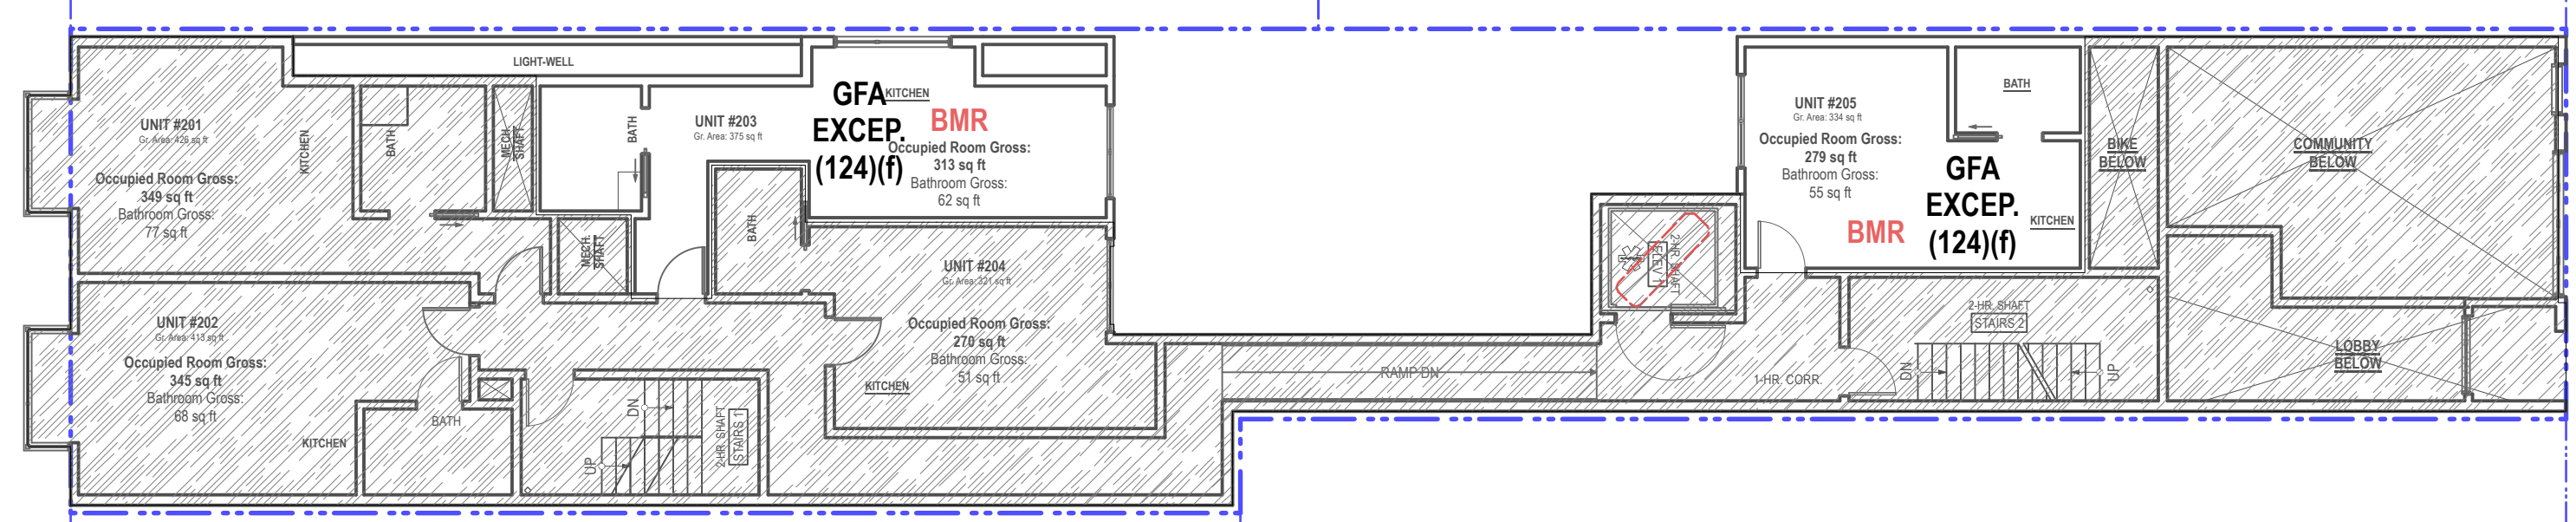 LIGHT-WELL
UNIT #201
Gr. Area: 426 sq ft
Occupied Room Gross:
349 sq ft
Bathroom Gross:
77 sq ft
KITCHEN
BATH
MECH.
SHAFT
BATH
UNIT #203
Gr. Area: 375 sq ft
GFA
EXCEP.
(124)(f)
KITCHEN
BMR
Occupied Room Gross:
313 sq ft
Bathroom Gross:
62 sq ft
MECH.
SHAFT
BATH
UNIT #204
Gr. Area: 321 sq ft
Occupied Room Gross:
270 sq ft
Bathroom Gross:
51 sq ft
KITCHEN
UNIT #202
Gr. Area: 413 sq ft
Occupied Room Gross:
345 sq ft
Bathroom Gross:
68 sq ft
KITCHEN
BATH
DN
UP
2-HR. SHAFT
STAIRS 1
RAMP DN
2-HR. SHAFT
ELEV 1
UNIT #205
Gr. Area: 334 sq ft
Occupied Room Gross:
279 sq ft
Bathroom Gross:
55 sq ft
BMR
BATH
GFA
EXCEP.
(124)(f)
KITCHEN
1-HR. CORR.
2-HR. SHAFT
STAIRS 2
DN
UP
BIKE
BELOW
COMMUNITY
BELOW
LOBBY
BELOW